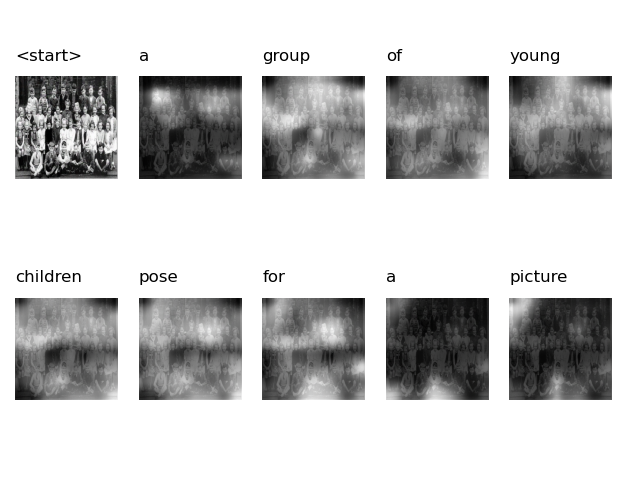 <start> a group of young
children pose for a picture